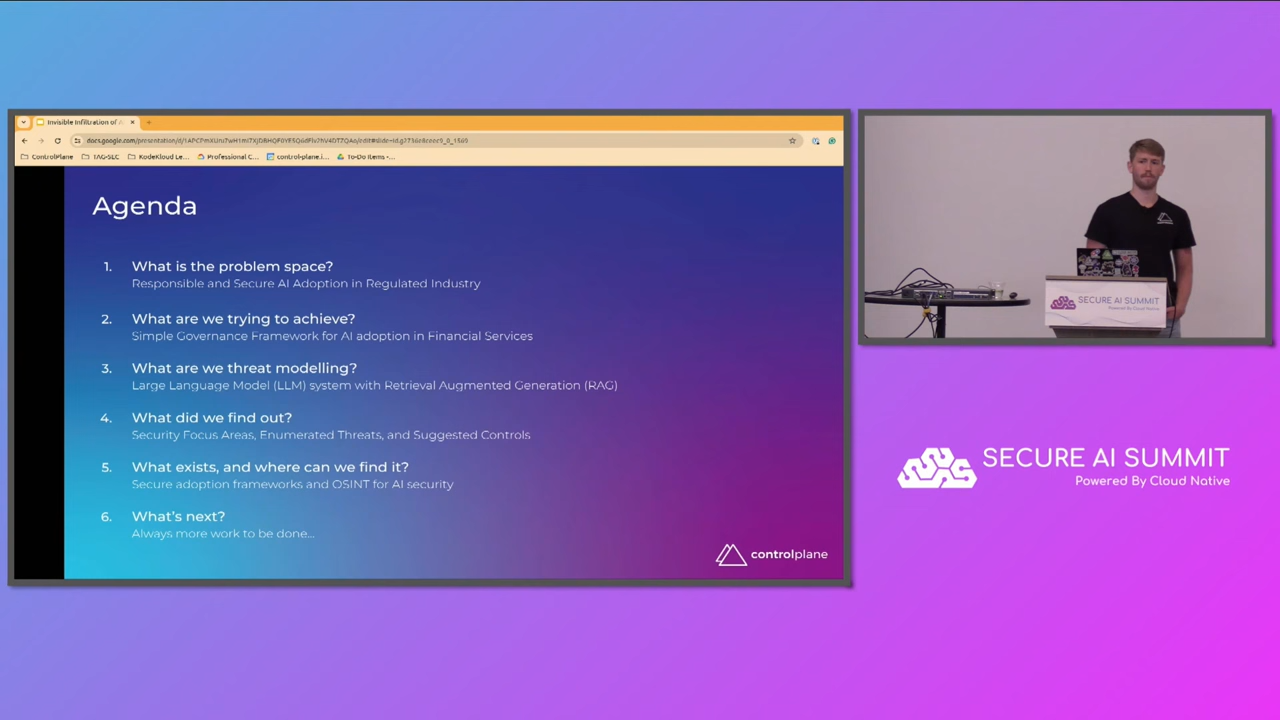 Invisible Infiltration of A
ControlPlane
TAG-SEC
KodeKloud Le...
Professional C...
control-plane.i...
To-Do Items -...
Agenda
1. What is the problem space?
Responsible and Secure AI Adoption in Regulated Industry
2. What are we trying to achieve?
Simple Governance Framework for AI adoption in Financial Services
3. What are we threat modelling?
Large Language Model (LLM) system with Retrieval Augmented Generation (RAG)
4. What did we find out?
Security Focus Areas, Enumerated Threats, and Suggested Controls
5. What exists, and where can we find it?
Secure adoption frameworks and OSINT for AI security
6. What's next?
Always more work to be done...
controlplane
SECURE AI SUMMIT
Powered By Cloud Native
SECURE AI SUMMIT
Powered By Cloud Native